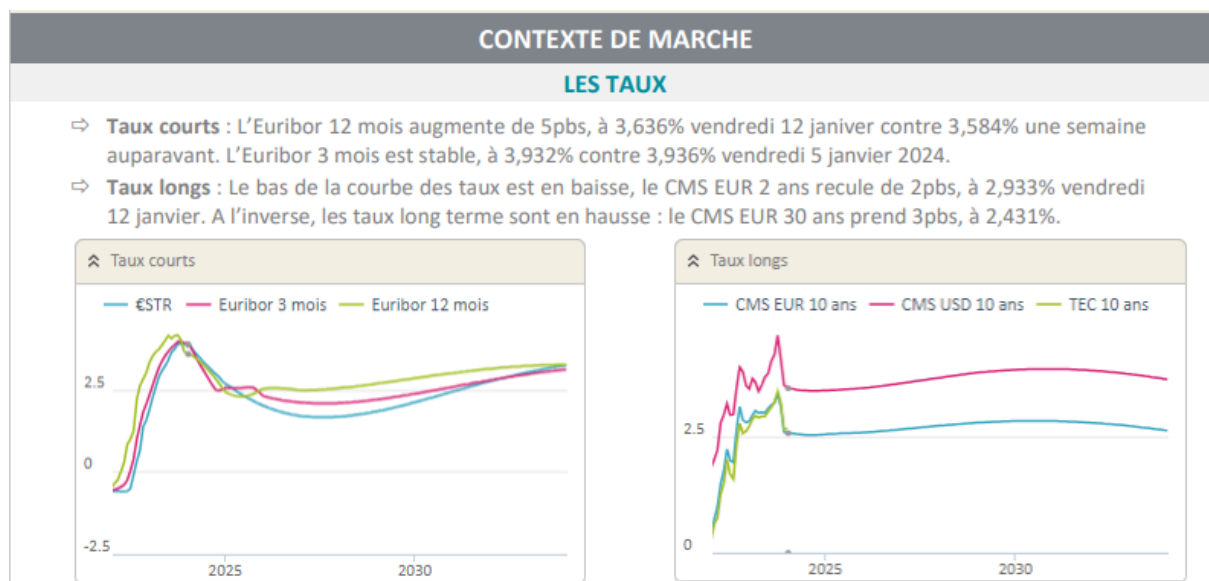 CONTEXTE DE MARCHE
LES TAUX
⇨ Taux courts : L'Euribor 12 mois augmente de 5pbs, à 3,636% vendredi 12 janiver contre 3,584% une semaine
auparavant. L'Euribor 3 mois est stable, à 3,932% contre 3,936% vendredi 5 janvier 2024.
⇨ Taux longs : Le bas de la courbe des taux est en baisse, le CMS EUR 2 ans recule de 2pbs, à 2,933% vendredi
12 janvier. A l'inverse, les taux long terme sont en hausse : le CMS EUR 30 ans prend 3pbs, à 2,431%.
Taux courts
€STR Euribor 3 mois Euribor 12 mois
2.5
0
-2.5
2025 2030
Taux longs
CMS EUR 10 ans CMS USD 10 ans TEC 10 ans
2.5
0
2025 2030